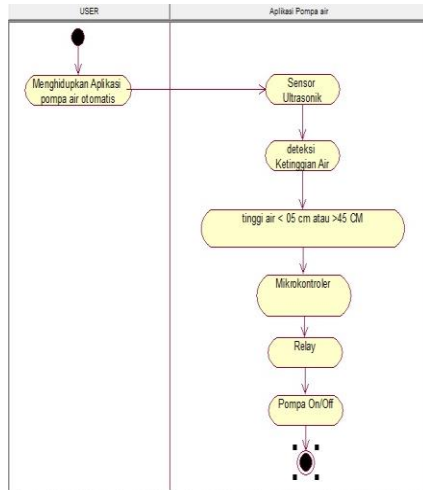 USER
Aplikasi Pompa air
Menghidupkan Aplikasi
pompa air otomatis
Sensor
Ultrasonik
deteksi
Ketinggian Air
tinggi air < 05 cm atau >45 CM
Mikrokontroler
Relay
Pompa On/Off